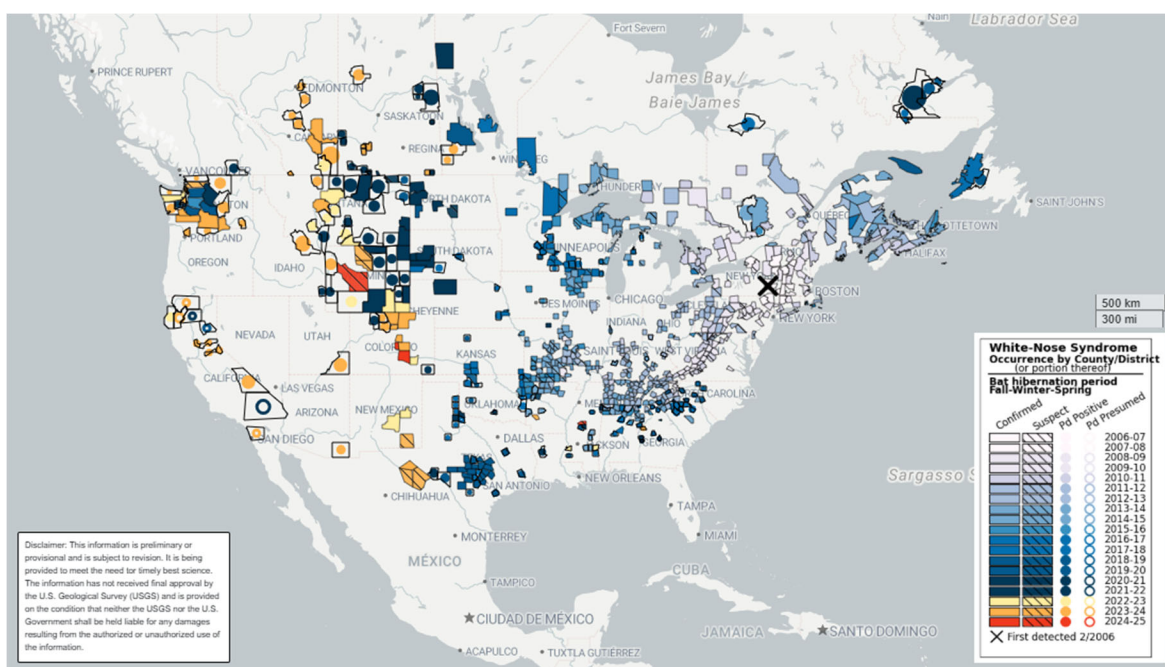 Nain
Labrador Sea
Fort Severn
PRINCE RUPERT
James Bay /
Baie James
EDMONTON
SASKATOON
REGINA
VANCOUVER
THUNDER BAY
SAINT JOHN'S
QUÉBEC
NORTH DAKOTA
HALIFAX
PORTLAND
MINNEAPOLIS
SOUTH DAKOTA
OREGON
IDAHO
BOSTON
DES MOINES
CHICAGO
NEW YORK
CHEYENNE
500 km
300 mi
NEVADA
UTAH
INDIANA
OHIO
COLORADO
KANSAS
SAINT LOUIS
WEST VIRGINIA
CALIFORNIA
LAS VEGAS
ARIZONA
NEW MEXICO
OKLAHOMA
CAROLINA
SAN DIEGO
DALLAS
JACKSON
GEORGIA
TEXAS
SAN ANTONIO
NEW ORLEANS
Sargasso S
CHIHUAHUA
TAMPA
MONTERREY
MIAMI
MÉXICO
CUBA
TAMPICO
CIUDAD DE MÉXICO
JAMAICA
SANTO DOMINGO
ACAPULCO
TUXTLA GUTIÉRREZ
White-Nose Syndrome
Occurrence by County/District
(or portion thereof)
Bat hibernation period
Fall-Winter-Spring
Confirmed
Suspect
Pd Positive
Pd Presumed
2006-07
2007-08
2008-09
2009-10
2010-11
2011-12
2012-13
2013-14
2014-15
2015-16
2016-17
2017-18
2018-19
2019-20
2020-21
2021-22
2022-23
2023-24
2024-25
First detected 2/2006
Disclaimer: This information is preliminary or
provisional and is subject to revision. It is being
provided to meet the need tor timely best science.
The information has not received final approval by
the U.S. Geological Survey (USGS) and is provided
on the condition that neither the USGS nor the U.S.
Government shall be held liable for any damages
resulting from the authorized or unauthorized use of
the information.